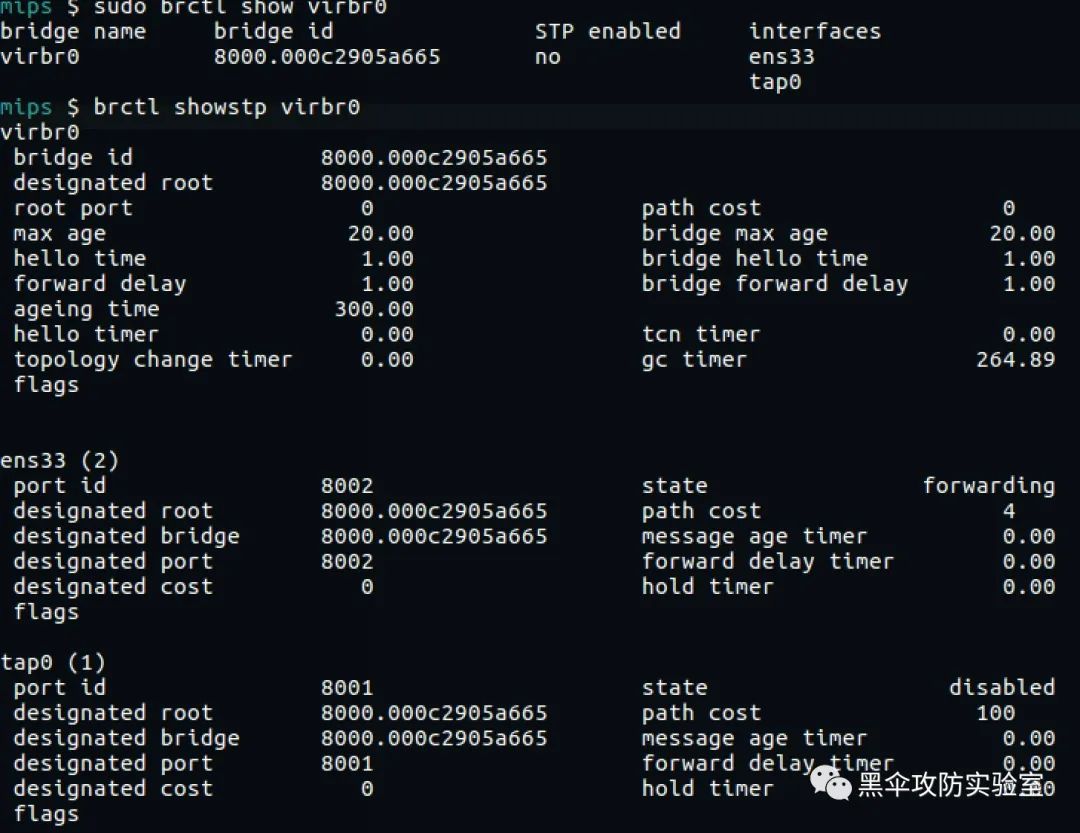 mips $ sudo brctl show virbr0
bridge name     bridge id               STP enabled     interfaces
virbr0          8000.000c2905a665       no              ens33
                                                        tap0
mips $ brctl showstp virbr0
virbr0
 bridge id              8000.000c2905a665
 designated root        8000.000c2905a665
 root port                 0                    path cost                  0
 max age                  20.00                 bridge max age            20.00
 hello time                1.00                 bridge hello time          1.00
 forward delay             1.00                 bridge forward delay       1.00
 ageing time             300.00
 hello timer               0.00                 tcn timer                  0.00
 topology change timer     0.00                 gc timer                 264.89
 flags
ens33 (2)
 port id                8002                    state                forwarding
 designated root        8000.000c2905a665       path cost                  4
 designated bridge      8000.000c2905a665       message age timer          0.00
 designated port        8002                    forward delay timer        0.00
 designated cost           0                    hold timer                 0.00
 flags
tap0 (1)
 port id                8001                    state                  disabled
 designated root        8000.000c2905a665       path cost                100
 designated bridge      8000.000c2905a665       message age timer          0.00
 designated port        8001                    forward delay timer        0.00
 designated cost           0                    hold timer
 flags
黑伞攻防实验室